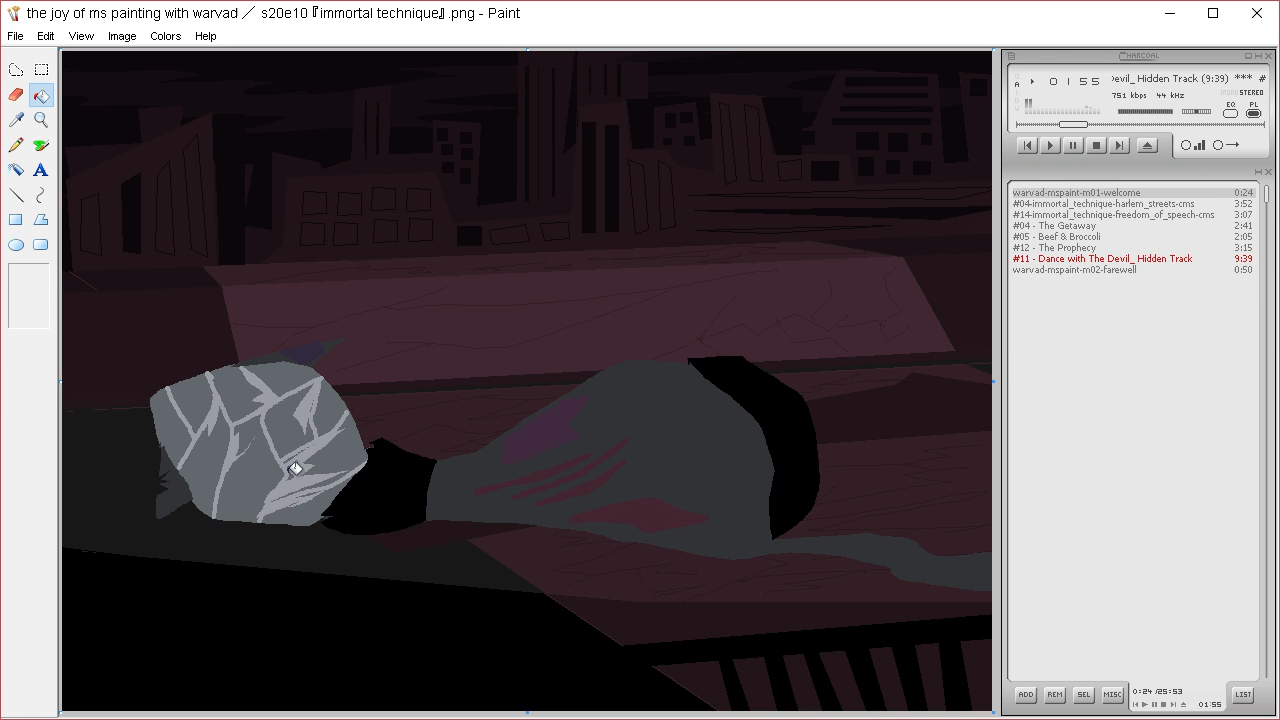 the joy of ms painting with warvad ／ s20e10『immortal technique』.png - Paint
File Edit View Image Colors Help
CHARCOAL
01 55
Devil_ Hidden Track (9:39) *** #
751 kbps 44 kHz
STEREO
EQ PL
warvad-mspaint-m01-welcome 0:24
#04-immortal_technique-harlem_streets-cms 3:52
#14-immortal_technique-freedom_of_speech-cms 3:07
#04 - The Getaway 2:41
#05 - Beef & Broccoli 2:05
#12 - The Prophecy 3:15
#11 - Dance with The Devil_ Hidden Track 9:39
warvad-mspaint-m02-farewell 0:50
ADD REM SEL MISC 0:24 /25:53 01:55 LIST